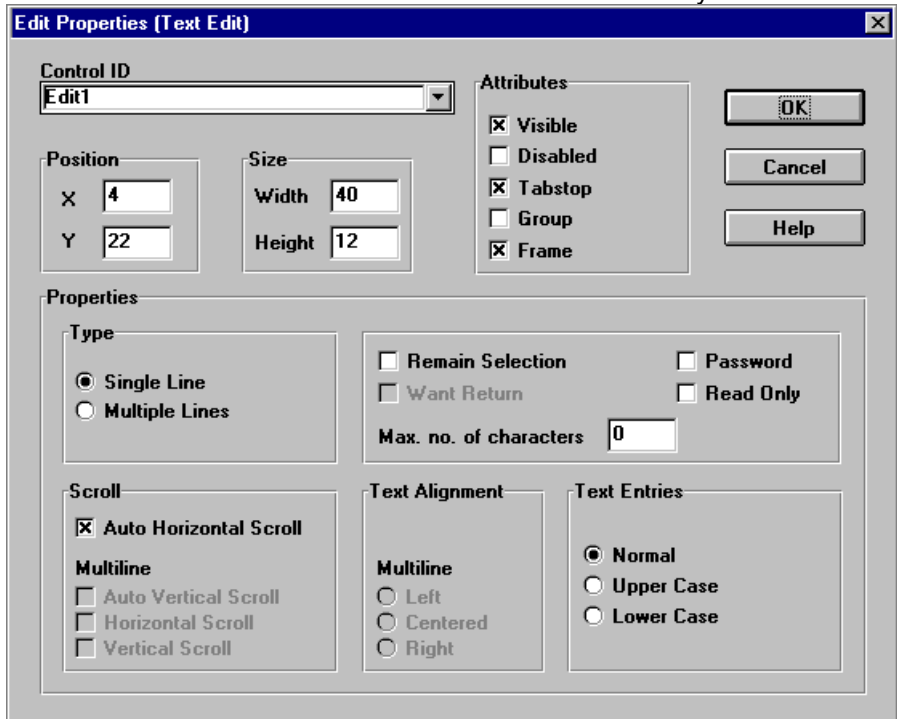 Edit Properties (Text Edit)
Control ID
Edit1
Position
X 4
Y 22
Size
Width 40
Height 12
Attributes
Visible
Disabled
Tabstop
Group
Frame
OK
Cancel
Help
Properties
Type
Single Line
Multiple Lines
Remain Selection
Password
Want Return
Read Only
Max. no. of characters 0
Scroll
Auto Horizontal Scroll
Multiline
Auto Vertical Scroll
Horizontal Scroll
Vertical Scroll
Text Alignment
Multiline
Left
Centered
Right
Text Entries
Normal
Upper Case
Lower Case